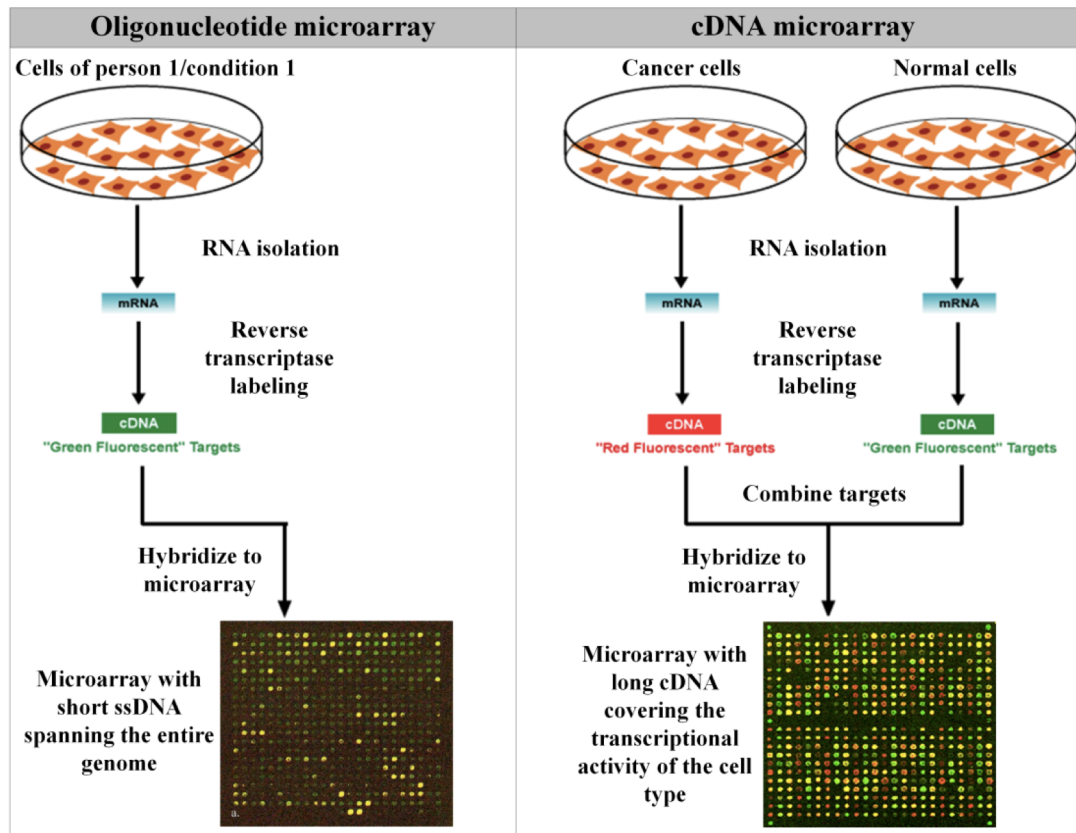 Oligonucleotide microarray
Cells of person 1/condition 1
RNA isolation
mRNA
Reverse
transcriptase
labeling
cDNA
"Green Fluorescent" Targets
Hybridize to
microarray
Microarray with
short ssDNA
spanning the entire
genome
a.
cDNA microarray
Cancer cells
Normal cells
RNA isolation
mRNA
mRNA
Reverse
transcriptase
labeling
cDNA
cDNA
"Red Fluorescent" Targets
"Green Fluorescent" Targets
Combine targets
Hybridize to
microarray
Microarray with
long cDNA
covering the
transcriptional
activity of the cell
type